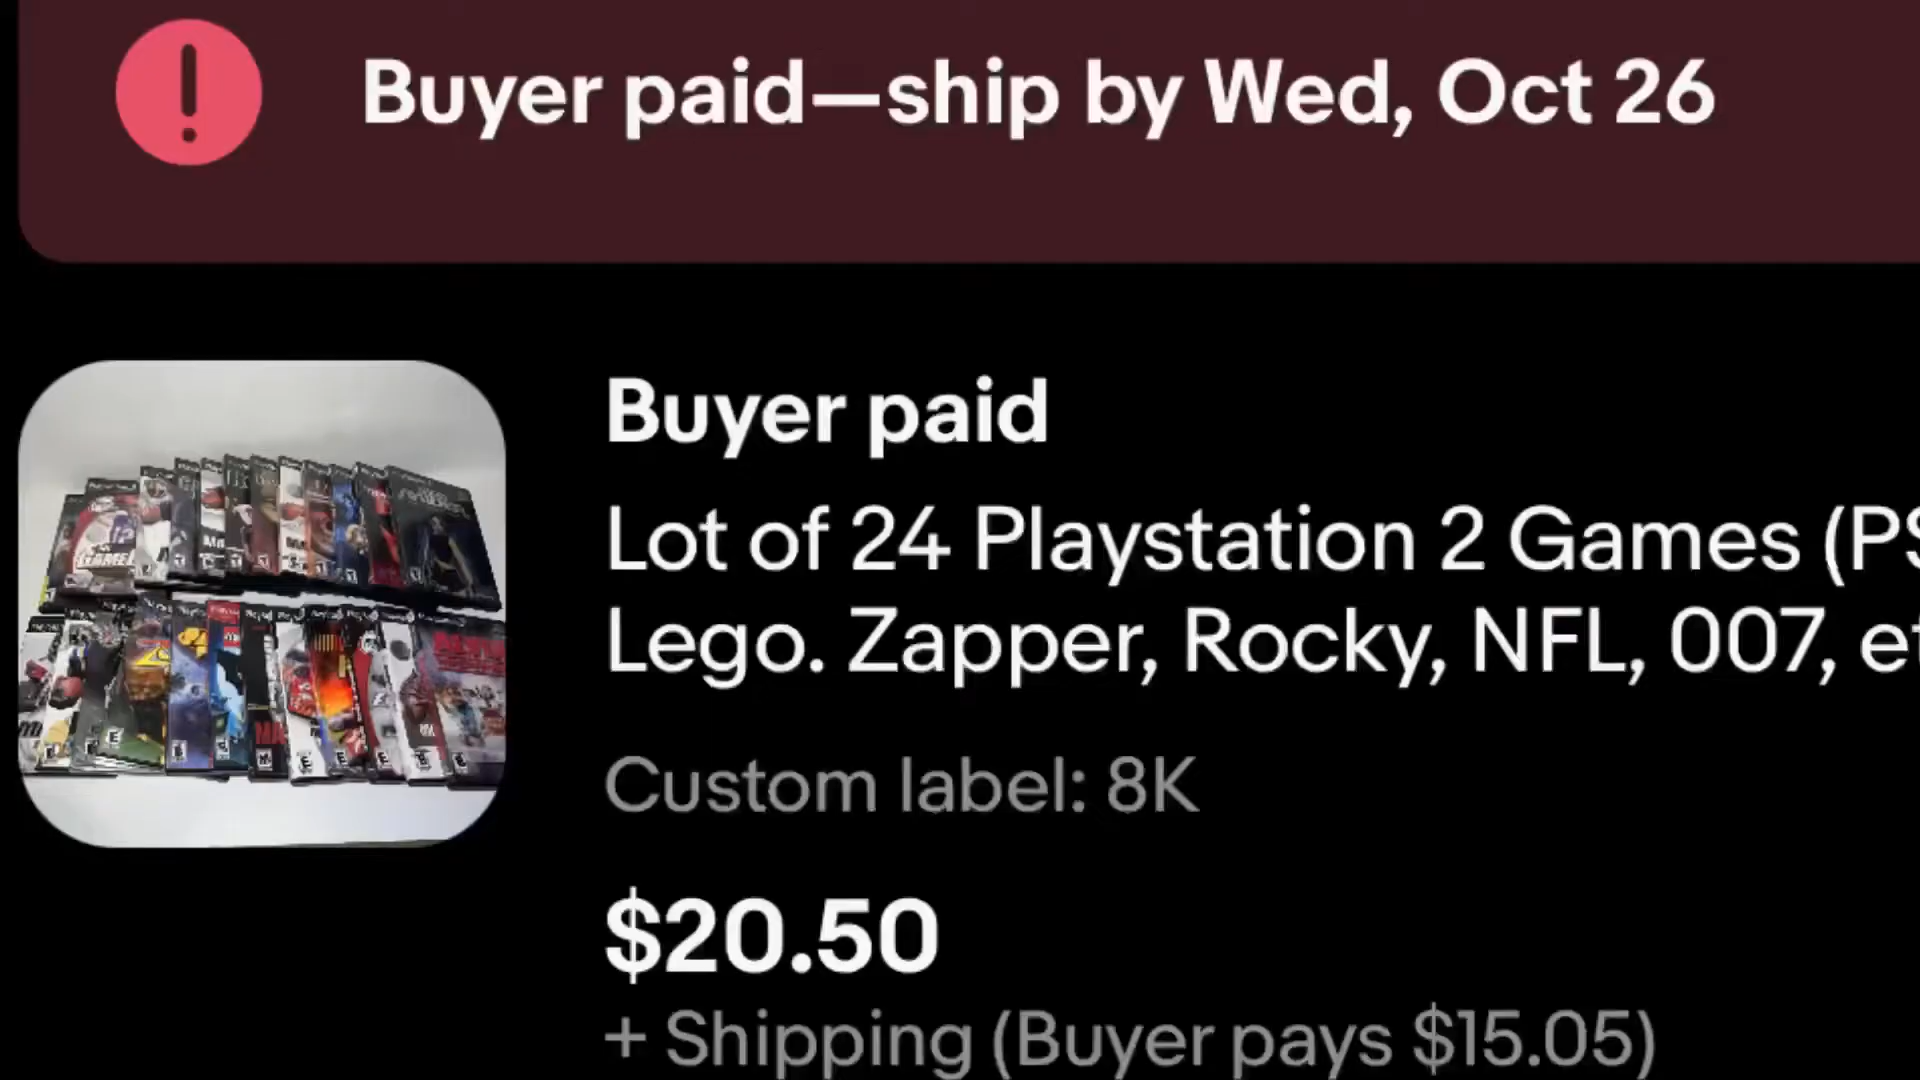 Buyer paid—ship by Wed, Oct 26
Buyer paid
Lot of 24 Playstation 2 Games (PS
Lego. Zapper, Rocky, NFL, 007, et
Custom label: 8K
$20.50
+ Shipping (Buyer pays $15.05)